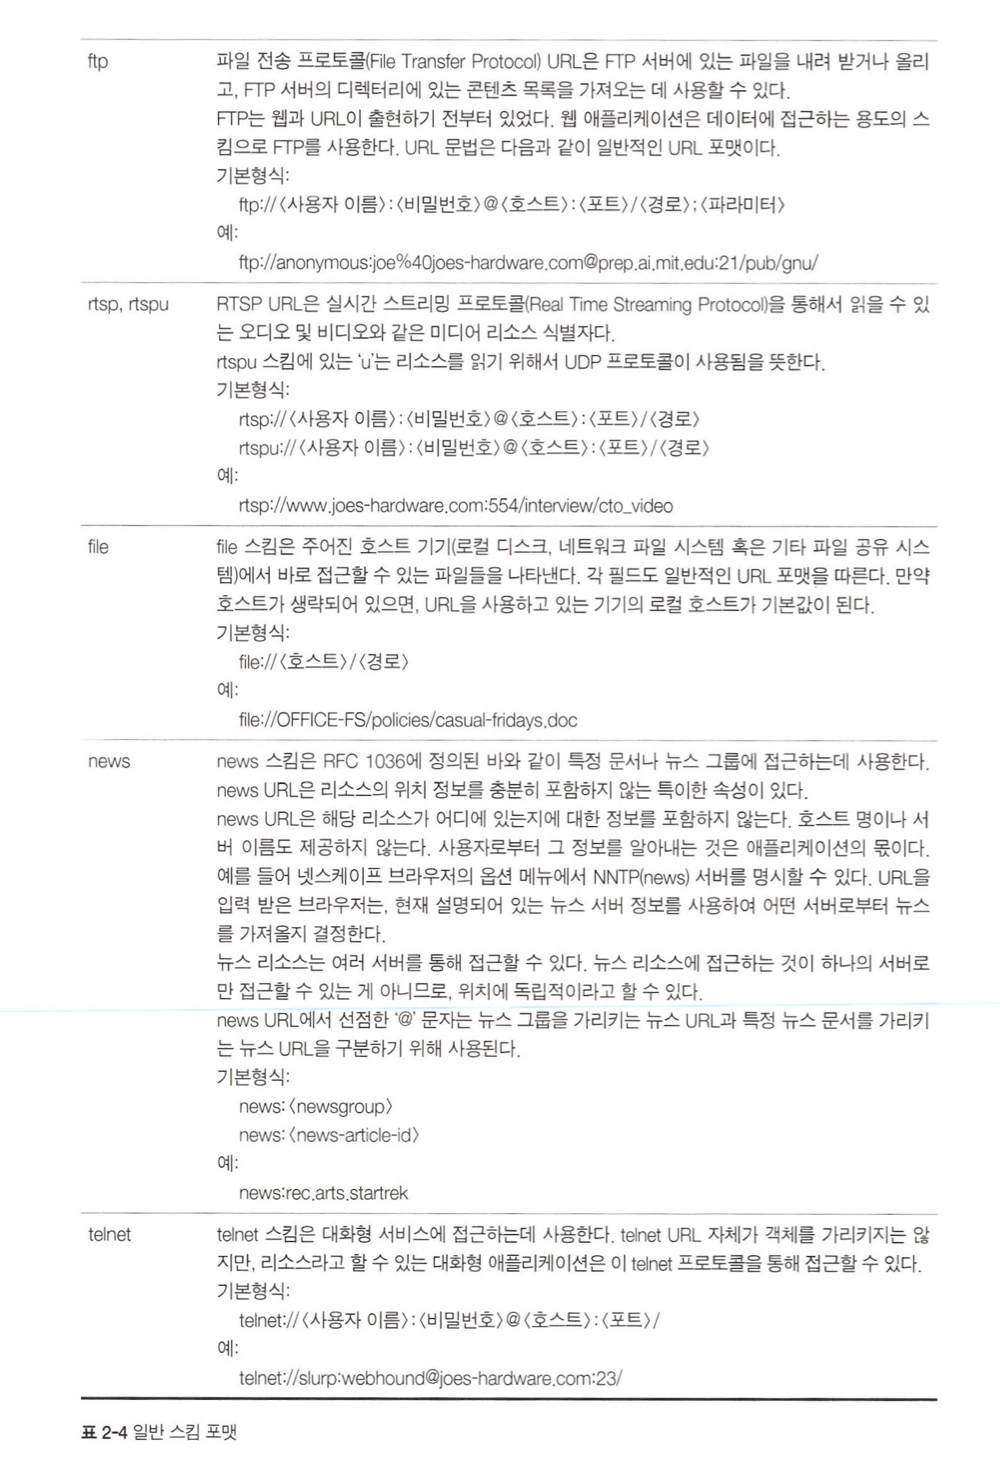 ftp
파일 전송 프로토콜(File Transfer Protocol) URL은 FTP 서버에 있는 파일을 내려 받거나 올리
고, FTP 서버의 디렉터리에 있는 콘텐츠 목록을 가져오는 데 사용할 수 있다.
FTP는 웹과 URL이 출현하기 전부터 있었다. 웹 애플리케이션은 데이터에 접근하는 용도의 스
킴으로 FTP를 사용한다. URL 문법은 다음과 같이 일반적인 URL 포맷이다.
기본형식:
ftp://〈사용자 이름〉:〈비밀번호〉@〈호스트〉:〈포트〉/〈경로〉;〈파라미터〉
예:
ftp://anonymous:joe%40joes-hardware.com@prep.ai.mit.edu:21/pub/gnu/
rtsp, rtspu
RTSP URL은 실시간 스트리밍 프로토콜(Real Time Streaming Protocol)을 통해서 읽을 수 있
는 오디오 및 비디오와 같은 미디어 리소스 식별자다.
rtspu 스킴에 있는 ‘u’는 리소스를 읽기 위해서 UDP 프로토콜이 사용됨을 뜻한다.
기본형식:
rtsp://〈사용자 이름〉:〈비밀번호〉@〈호스트〉:〈포트〉/〈경로〉
rtspu://〈사용자 이름〉:〈비밀번호〉@〈호스트〉:〈포트〉/〈경로〉
예:
rtsp://www.joes-hardware.com:554/interview/cto_video
file
file 스킴은 주어진 호스트 기기(로컬 디스크, 네트워크 파일 시스템 혹은 기타 파일 공유 시스
템)에서 바로 접근할 수 있는 파일들을 나타낸다. 각 필드도 일반적인 URL 포맷을 따른다. 만약
호스트가 생략되어 있으면, URL을 사용하고 있는 기기의 로컬 호스트가 기본값이 된다.
기본형식:
file://〈호스트〉/〈경로〉
예:
file://OFFICE-FS/policies/casual-fridays.doc
news
news 스킴은 RFC 1036에 정의된 바와 같이 특정 문서나 뉴스 그룹에 접근하는데 사용한다.
news URL은 리소스의 위치 정보를 충분히 포함하지 않는 특이한 속성이 있다.
news URL은 해당 리소스가 어디에 있는지에 대한 정보를 포함하지 않는다. 호스트 명이나 서
버 이름도 제공하지 않는다. 사용자로부터 그 정보를 알아내는 것은 애플리케이션의 몫이다.
예를 들어 넷스케이프 브라우저의 옵션 메뉴에서 NNTP(news) 서버를 명시할 수 있다. URL을
입력 받은 브라우저는, 현재 설명되어 있는 뉴스 서버 정보를 사용하여 어떤 서버로부터 뉴스
를 가져올지 결정한다.
뉴스 리소스는 여러 서버를 통해 접근할 수 있다. 뉴스 리소스에 접근하는 것이 하나의 서버로
만 접근할 수 있는 게 아니므로, 위치에 독립적이라고 할 수 있다.
news URL에서 선점한 ‘@’ 문자는 뉴스 그룹을 가리키는 뉴스 URL과 특정 뉴스 문서를 가리키
는 뉴스 URL을 구분하기 위해 사용된다.
기본형식:
news:〈newsgroup〉
news:〈news-article-id〉
예:
news:rec.arts.startrek
telnet
telnet 스킴은 대화형 서비스에 접근하는데 사용한다. telnet URL 자체가 객체를 가리키지는 않
지만, 리소스라고 할 수 있는 대화형 애플리케이션은 이 telnet 프로토콜을 통해 접근할 수 있다.
기본형식:
telnet://〈사용자 이름〉:〈비밀번호〉@〈호스트〉:〈포트〉/
예:
telnet://slurp:webhound@joes-hardware.com:23/
표 2-4 일반 스킴 포맷